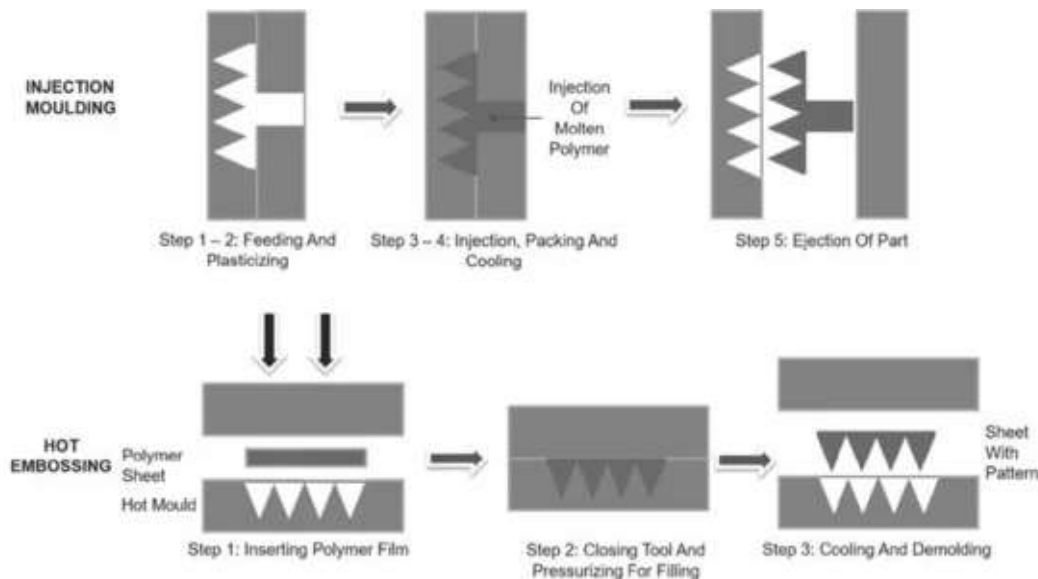 INJECTION
MOULDING
Injection
Of
Molten
Polymer
Step 1 – 2: Feeding And
Plasticizing
Step 3 – 4: Injection, Packing And
Cooling
Step 5: Ejection Of Part
HOT
EMBOSSING
Polymer
Sheet
Hot Mould
Sheet
With
Pattern
Step 1: Inserting Polymer Film
Step 2: Closing Tool And
Pressurizing For Filling
Step 3: Cooling And Demolding